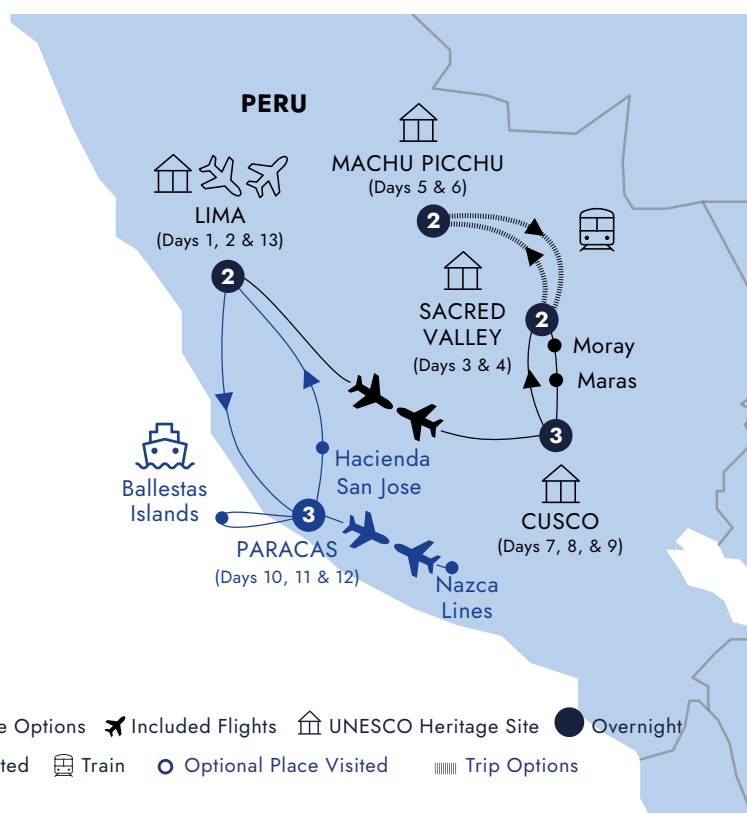 PERU
MACHU PICCHU
(Days 5 & 6)
LIMA
(Days 1, 2 & 13)
2
2
SACRED
VALLEY
(Days 3 & 4)
2
Moray
Maras
3
Hacienda
San Jose
Ballestas
Islands
3
CUSCO
(Days 7, 8, & 9)
PARACAS
(Days 10, 11 & 12)
Nazca
Lines
e Options Included Flights UNESCO Heritage Site Overnight
ted Train Optional Place Visited Trip Options